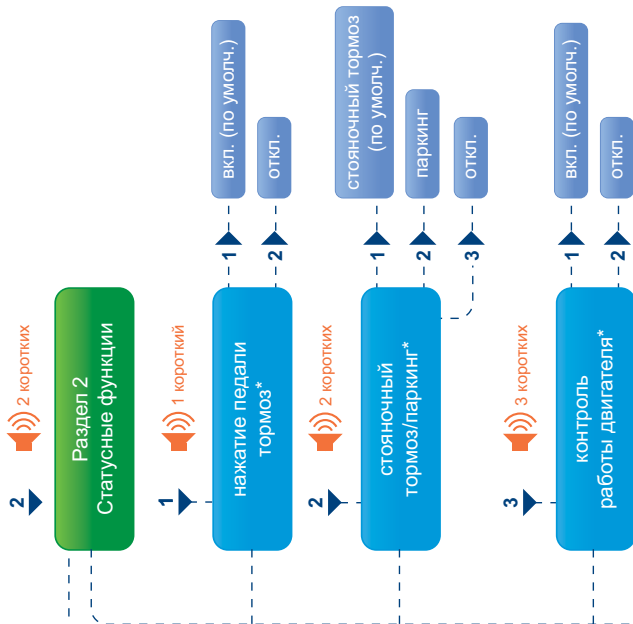 2
2 коротких
Раздел 2
Статусные функции
1
1 короткий
нажатие педали
тормоз*
1
вкл. (по умолч.)
2
откл.
2
2 коротких
стояночный
тормоз/паркинг*
1
стояночный тормоз
(по умолч.)
2
паркинг
3
откл.
3
3 коротких
контроль
работы двигателя*
1
вкл. (по умолч.)
2
откл.